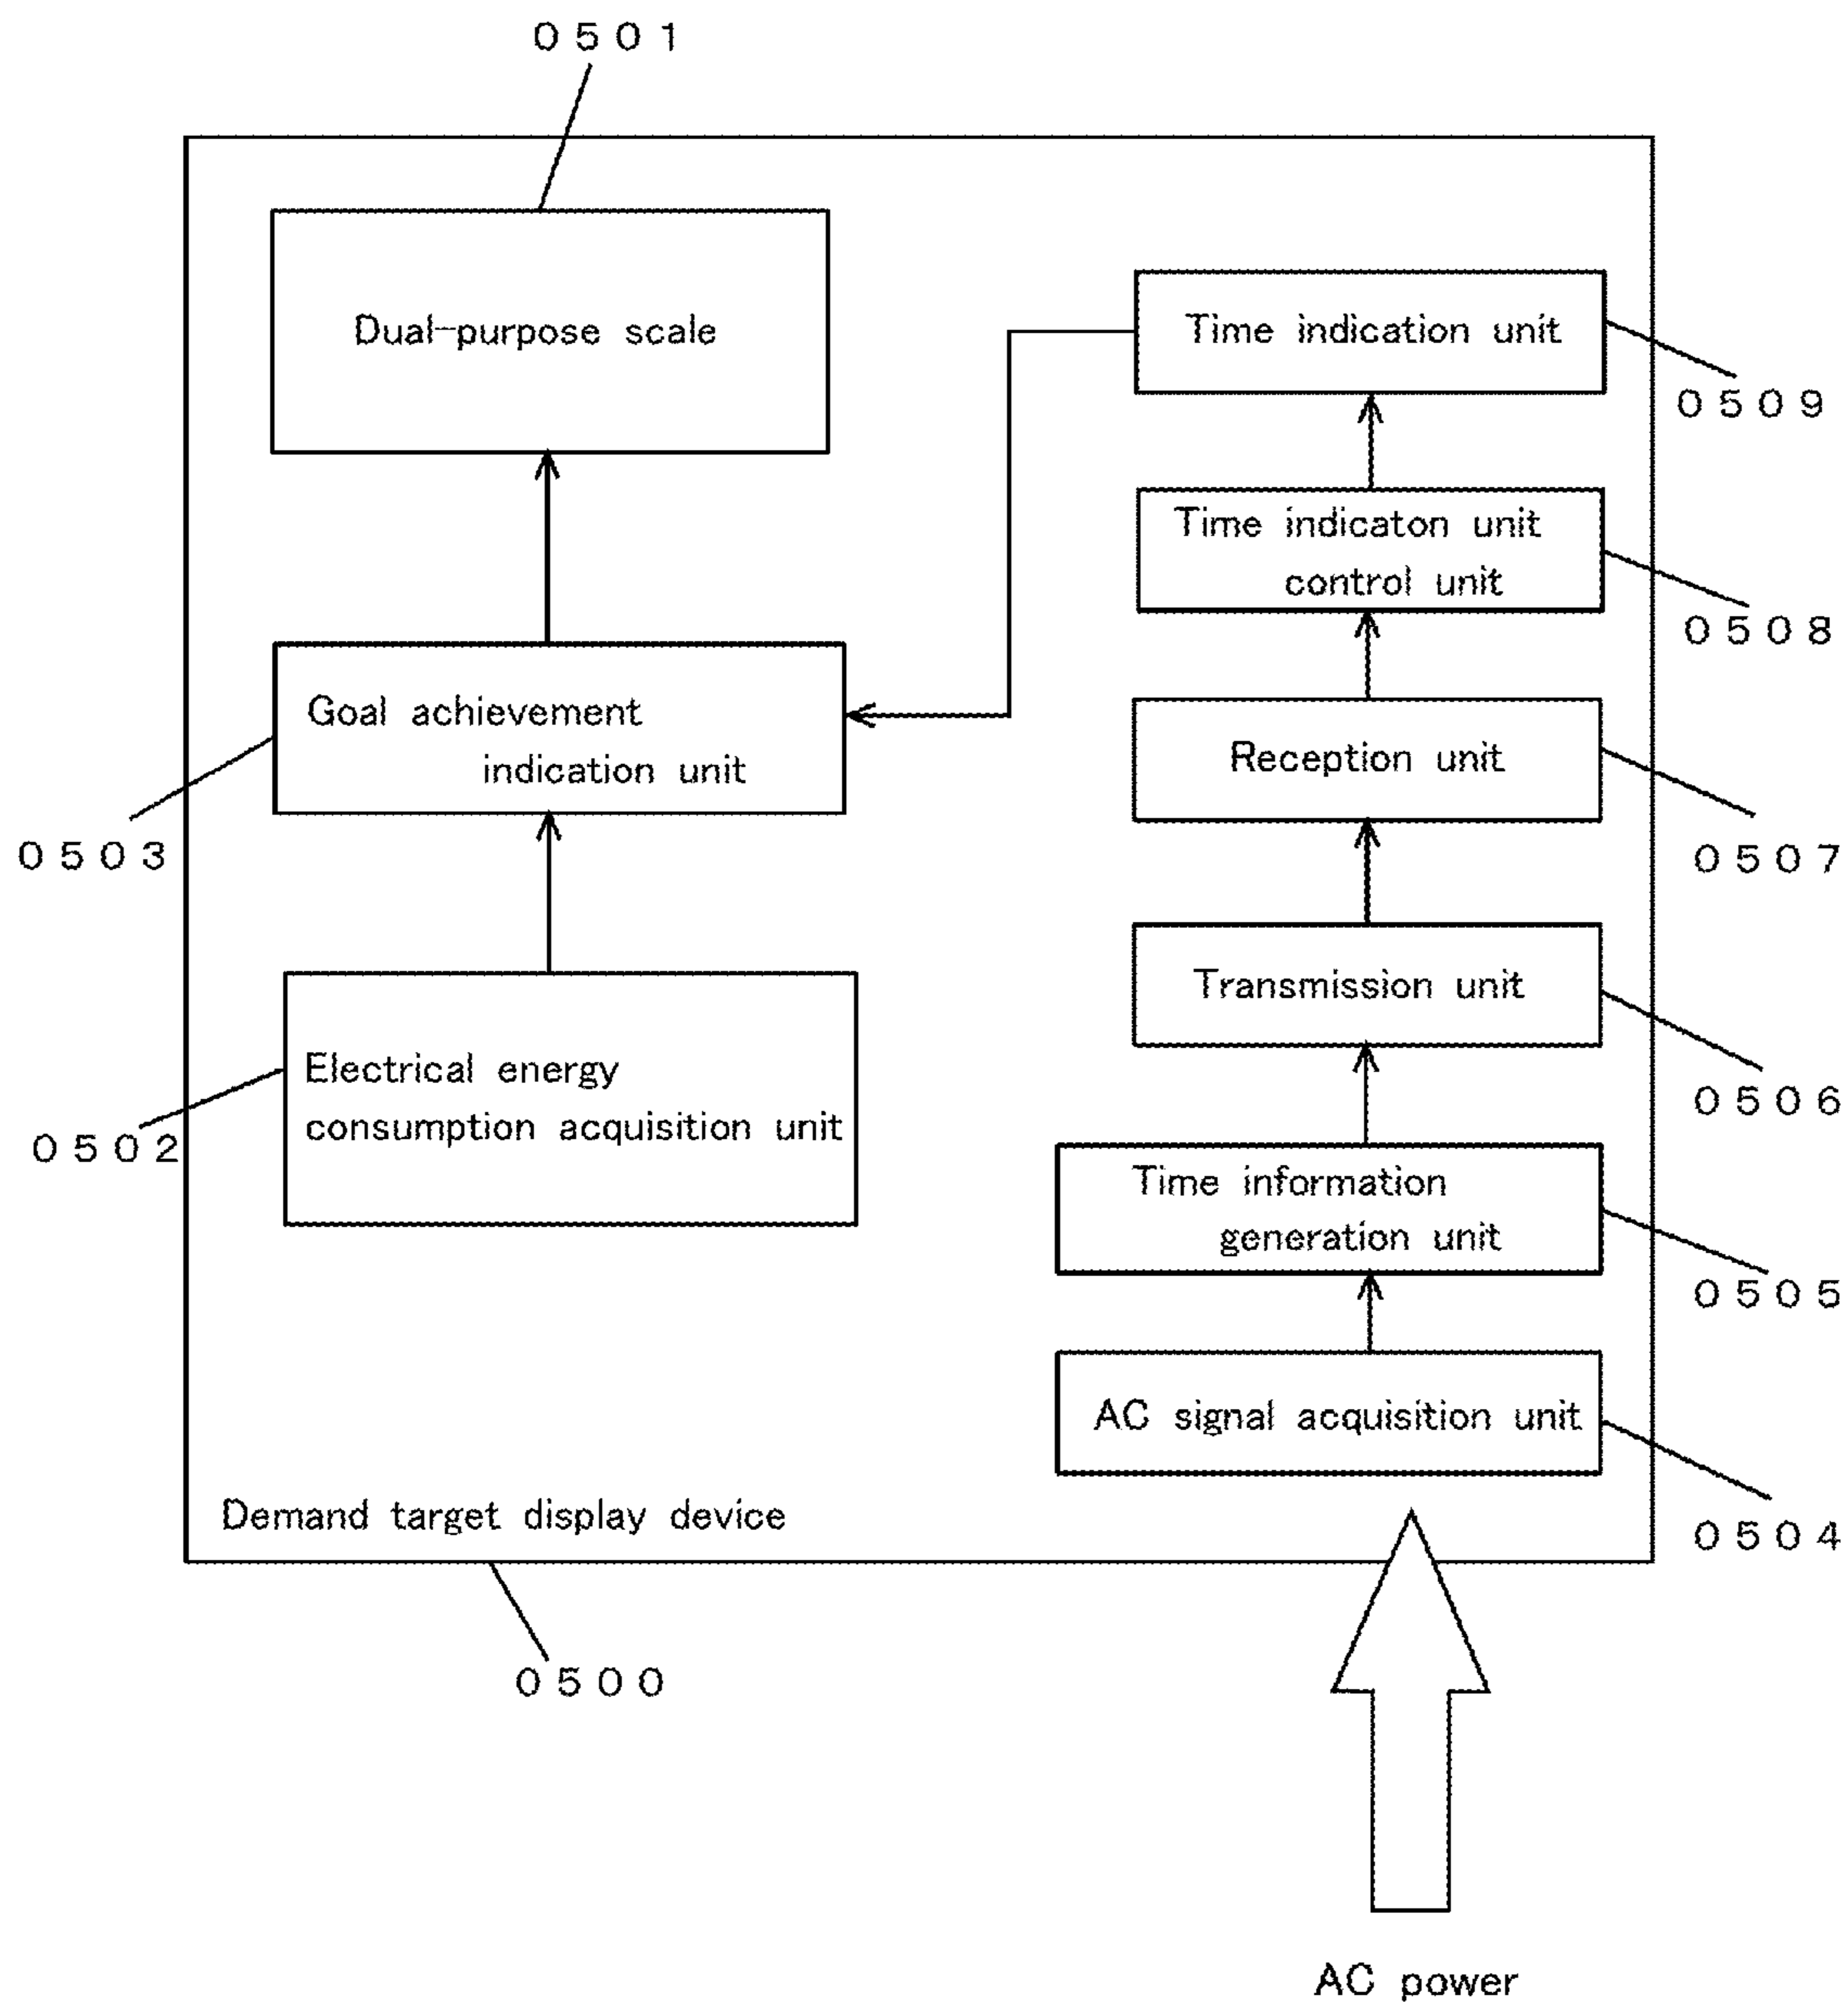 0501
Dual-purpose scale
Time indication unit
0509
Time indicaton unit
control unit
0508
Goal achievement
indication unit
0503
Reception unit
0507
Transmission unit
0506
Electrical energy
consumption acquisition unit
0502
Time information
generation unit
0505
AC signal acquisition unit
0504
Demand target display device
0500
AC power